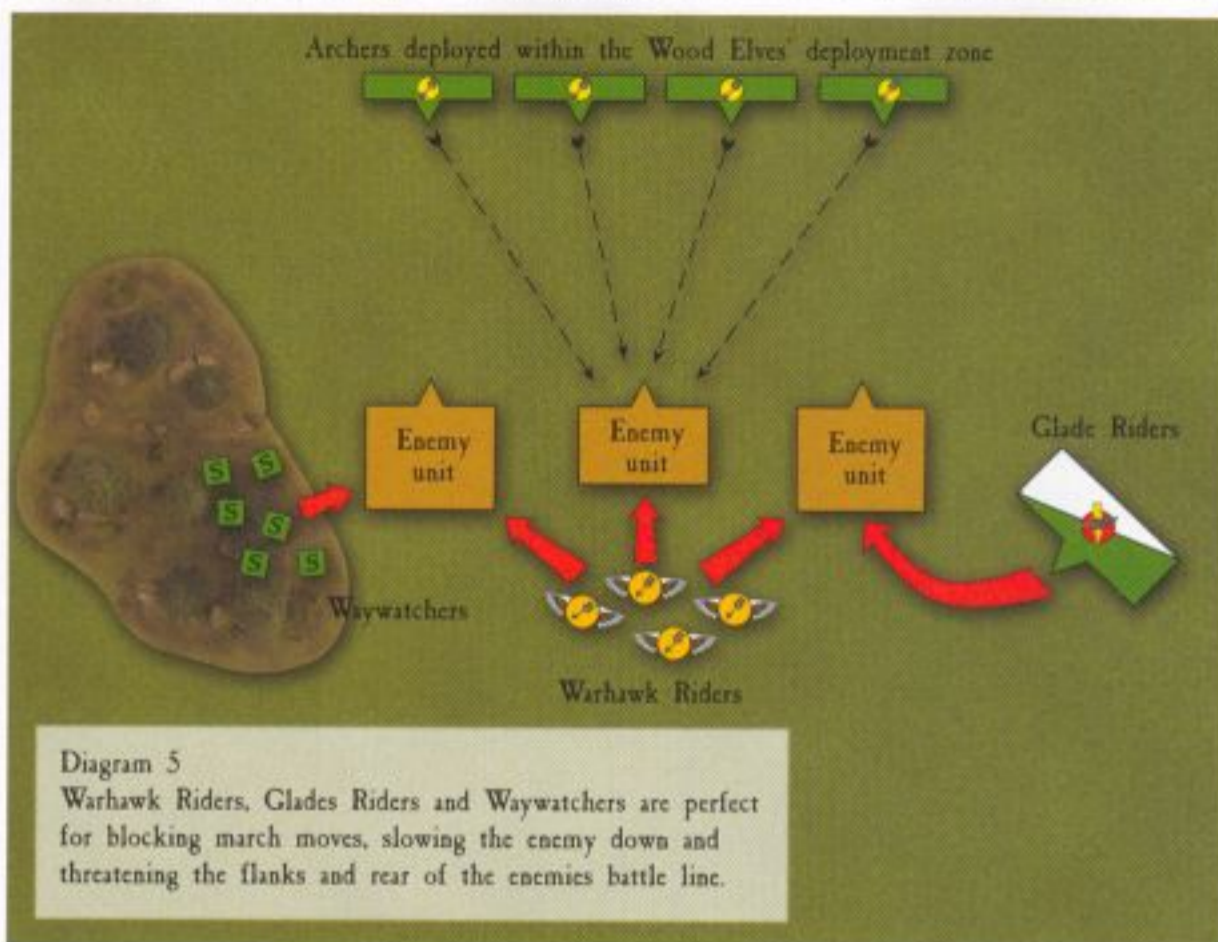 Archers deployed within the Wood Elves' deployment zone
Enemy
unit
Enemy
unit
Enemy
unit
Glade Riders
S
S
S
S
S
S
Waywatchers
Warhawk Riders
Diagram 5
Warhawk Riders, Glades Riders and Waywatchers are perfect
for blocking march moves, slowing the enemy down and
threatening the flanks and rear of the enemies battle line.